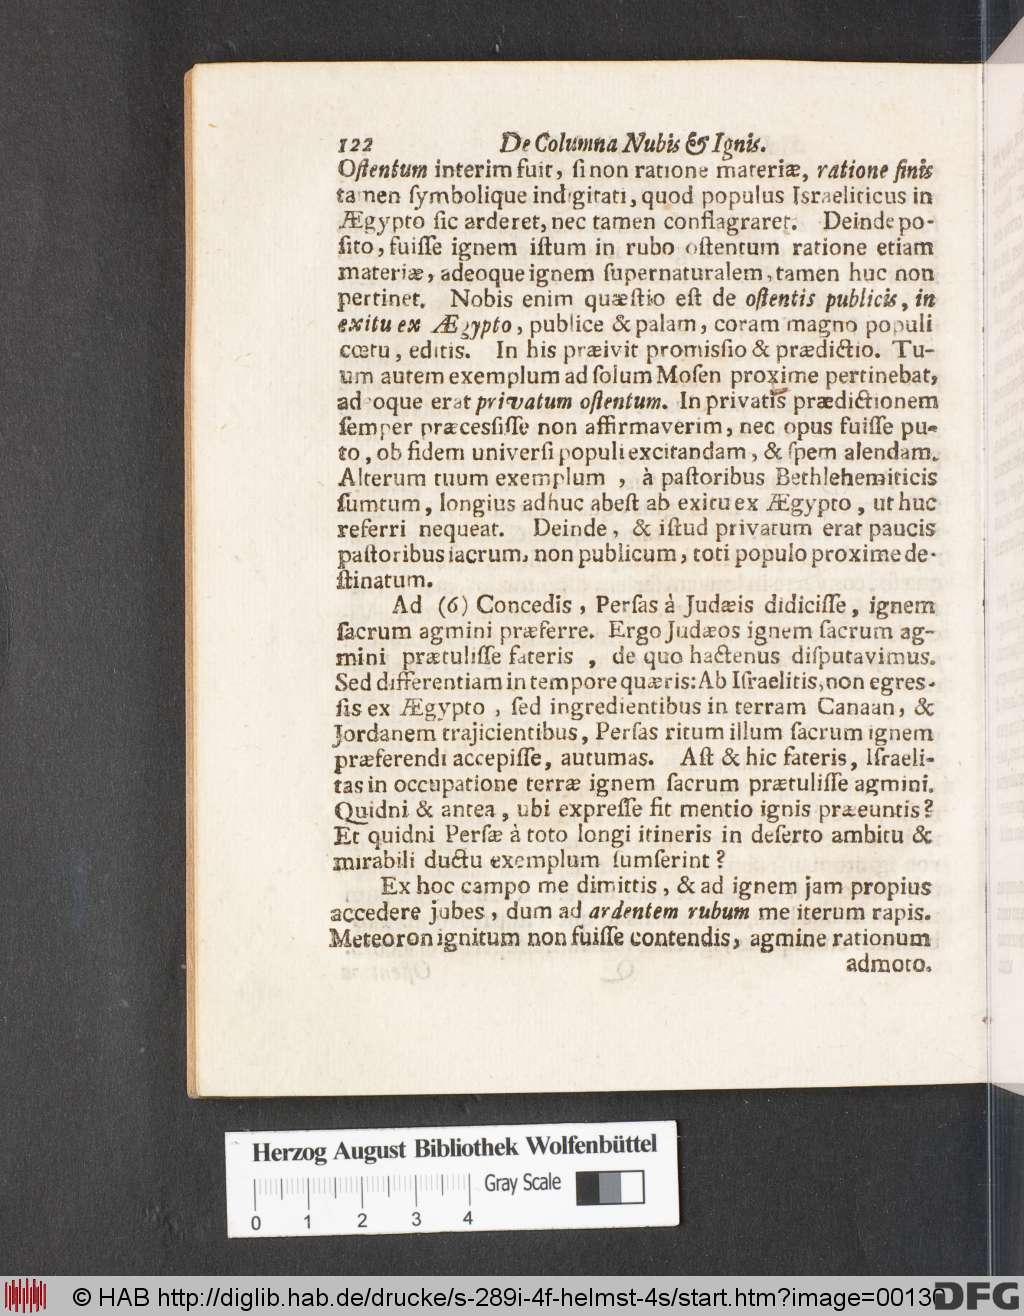 122 De Columna Nubis & Ignis.
Oſtentum interim fuit, ſi non ratione materiæ, ratione finis
tamen ſymbolique indigitati, quod populus Israeliticus in
Ægypto ſic arderet, nec tamen conflagraret. Deinde po-
ſito, fuiſſe ignem iſtum in rubo oſtentum ratione etiam
materiæ, adeoque ignem ſupernaturalem, tamen huc non
pertinet. Nobis enim quæſtio eſt de oſtentis publicis, in
exitu ex Ægypto, publice & palam, coram magno populi
cœtu, editis. In his præivit promisſio & prædictio. Tu-
um autem exemplum ad ſolum Moſen proxime pertinebat,
adeoque erat privatum oſtentum. In privatis prædictionem
ſemper præcesſiſſe non affirmaverim, nec opus fuiſſe pu-
to, ob fidem univerſi populi excitandam, & ſpem alendam.
Alterum tuum exemplum, à paſtoribus Bethlehemiticis
ſumtum, longius adhuc abeſt ab exitu ex Ægypto, ut huc
referri nequeat. Deinde, & iſtud privatum erat paucis
paſtoribus ſacrum, non publicum, toti populo proxime de-
ſtinatum.
Ad (6) Concedis, Perſas à Judæis didiciſſe, ignem
ſacrum agmini præferre. Ergo Judæos ignem ſacrum ag-
mini prætuliſſe fateris, de quo hactenus diſputavimus.
Sed differentiam in tempore quæris: Ab Iſraelitis, non egres-
ſis ex Ægypto, ſed ingredientibus in terram Canaan, &
Jordanem trajicientibus, Perſas ritum illum ſacrum ignem
præferendi accepiſſe, autumas. Aſt & hic fateris, Iſraeli-
tas in occupatione terræ ignem ſacrum prætuliſſe agmini.
Quidni & antea, ubi expreſſe fit mentio ignis præeuntis?
Et quidni Perſæ à toto longi itineris in deſerto ambitu &
mirabili ductu exemplum ſumſerint?
Ex hoc campo me dimittis, & ad ignem jam propius
accedere jubes, dum ad ardentem rubum me iterum rapis.
Meteoron ignitum non fuiſſe contendis, agmine rationum
admoto.
Herzog August Bibliothek Wolfenbüttel
Gray Scale
0 1 2 3 4
© HAB http://diglib.hab.de/drucke/s-289i-4f-helmst-4s/start.htm?image=00130
DFG